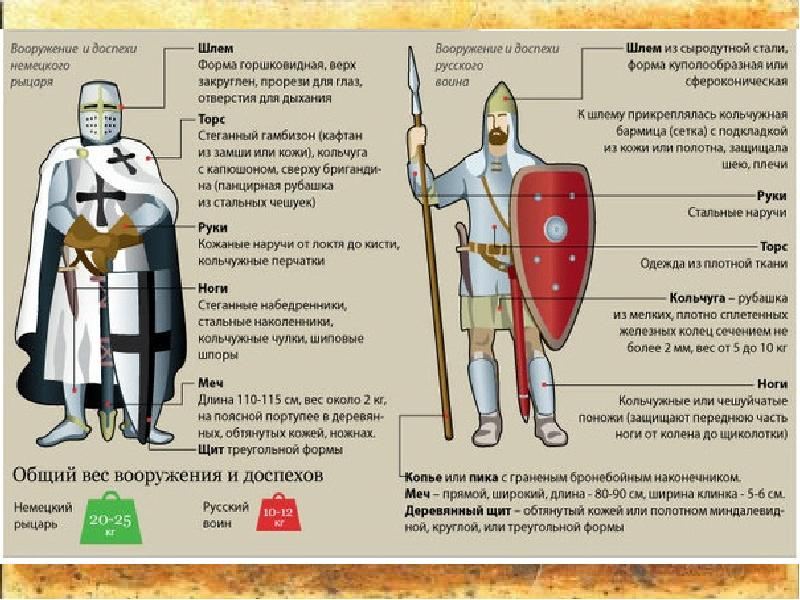 Вооружение и доспехи
немецкого
рыцаря
Шлем
Форма горшковидная, верх
закруглен, прорези для глаз,
отверстия для дыхания
Торс
Стеганный гамбизон (кафтан
из замши или кожи), кольчуга
с капюшоном, сверху briганди-
на (панцирная рубашка
из стальных чешуек)
Руки
Кожаные наручи от локтя до кисти,
кольчужные перчатки
Ноги
Стеганные набедренники,
стальные наколенники,
кольчужные чулки, шиповые
шпоры
Меч
Длина 110-115 см, вес около 2 кг,
на поясной портупее в деревян-
ных, обтянутых кожей, ножнах.
Щит треугольной формы
Общий вес вооружения и доспехов
Немецкий
рыцарь
20-25
кг
Русский
воин
10-12
кг
Вооружение и доспехи
русского
воина
Шлем из сыродутной стали,
форма куполообразная или
сфероконическая
К шлему прикреплялась кольчужная
бармица (сетка) с подкладкой
из кожи или полотна, защищала
шею, плечи
Руки
Стальные наручи
Торс
Одежда из плотной ткани
Кольчуга – рубашка
из мелких, плотно сплетенных
железных колец сечением не
более 2 мм, вес от 5 до 10 кг
Ноги
Кольчужные или чешуйчатые
поножи (защищают переднюю часть
ноги от колена до щиколотки)
Копье или пика с граненым бронебойным наконечником.
Меч – прямой, широкий, длина - 80-90 см, ширина клинка - 5-6 см.
Деревянный щит – обтянутый кожей или полотном миндалевид-
ной, круглой, или треугольной формы